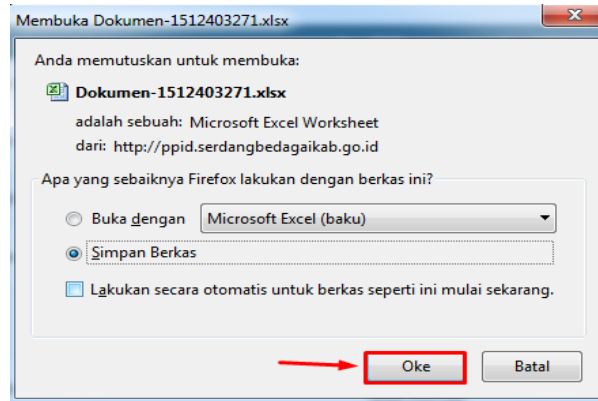 Membuka Dokumen-1512403271.xlsx
Anda memutuskan untuk membuka:
Dokumen-1512403271.xlsx
adalah sebuah: Microsoft Excel Worksheet
dari: http://ppid.serdangbedagaikab.go.id
Apa yang sebaiknya Firefox lakukan dengan berkas ini?
Buka dengan Microsoft Excel (baku)
Simpan Berkas
Lakukan secara otomatis untuk berkas seperti ini mulai sekarang.
Oke Batal